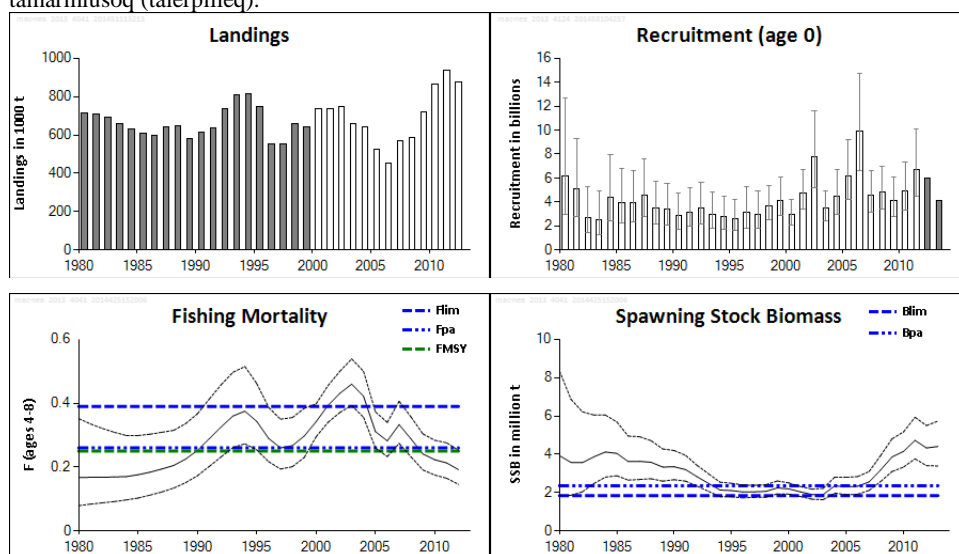 tamarmiusoq (talerpilleq).
Landings
Landings in 1000 t
1000
800
600
400
200
0
1980 1985 1990 1995 2000 2005 2010
Recruitment (age 0)
Recruitment in billions
16
14
12
10
8
6
4
2
0
1980 1985 1990 1995 2000 2005 2010
Fishing Mortality
Flim
Fpa
FMSY
F (ages 4-8)
0.6
0.4
0.2
0
1980 1985 1990 1995 2000 2005 2010
Spawning Stock Biomass
Blim
Bpa
SSB in million t
10
8
6
4
2
0
1980 1985 1990 1995 2000 2005 2010